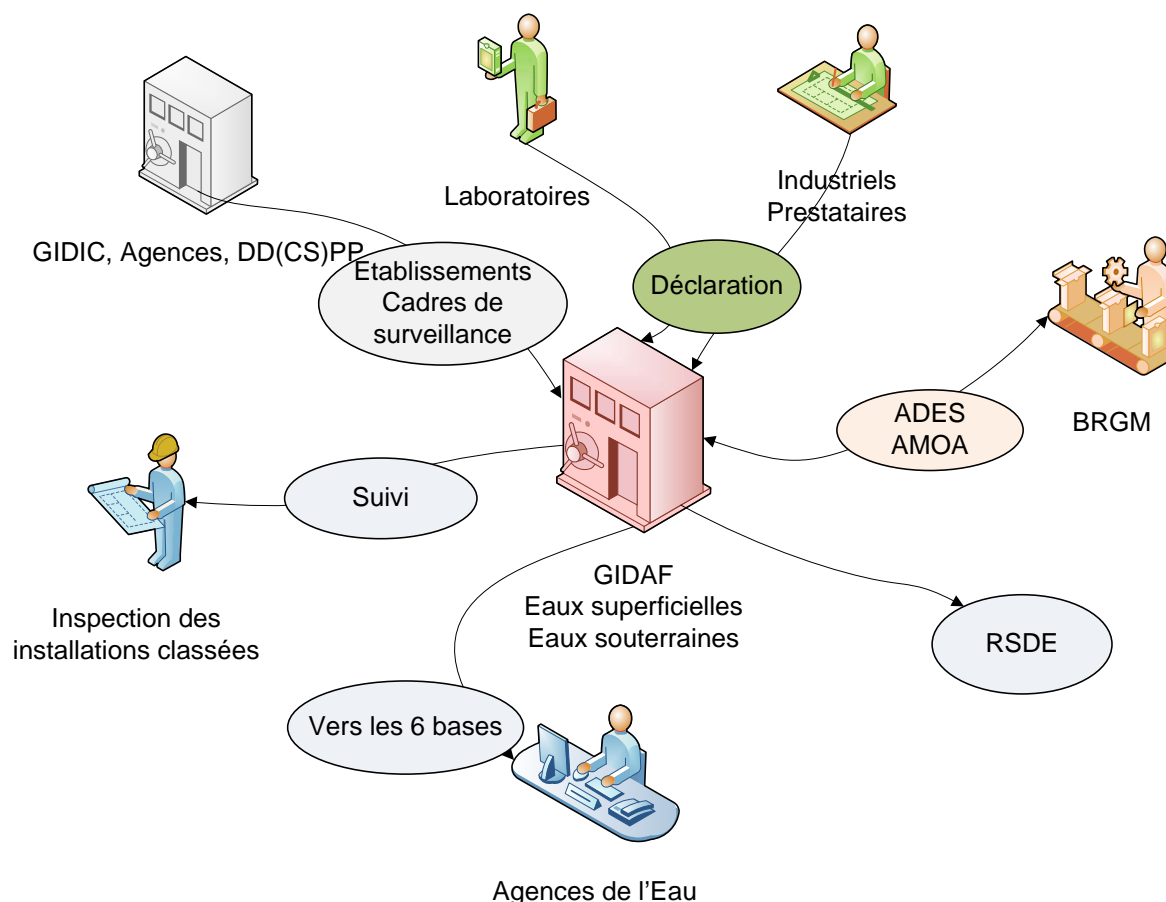 Laboratoires
Industriels
Prestataires
GIDIC, Agences, DD(CS)PP
Etablissements
Cadres de
surveillance
Déclaration
ADES
AMOA
BRGM
Suivi
Inspection des
installations classées
GIDAF
Eaux superficielles
Eaux souterraines
RSDE
Vers les 6 bases
Agences de l'Eau